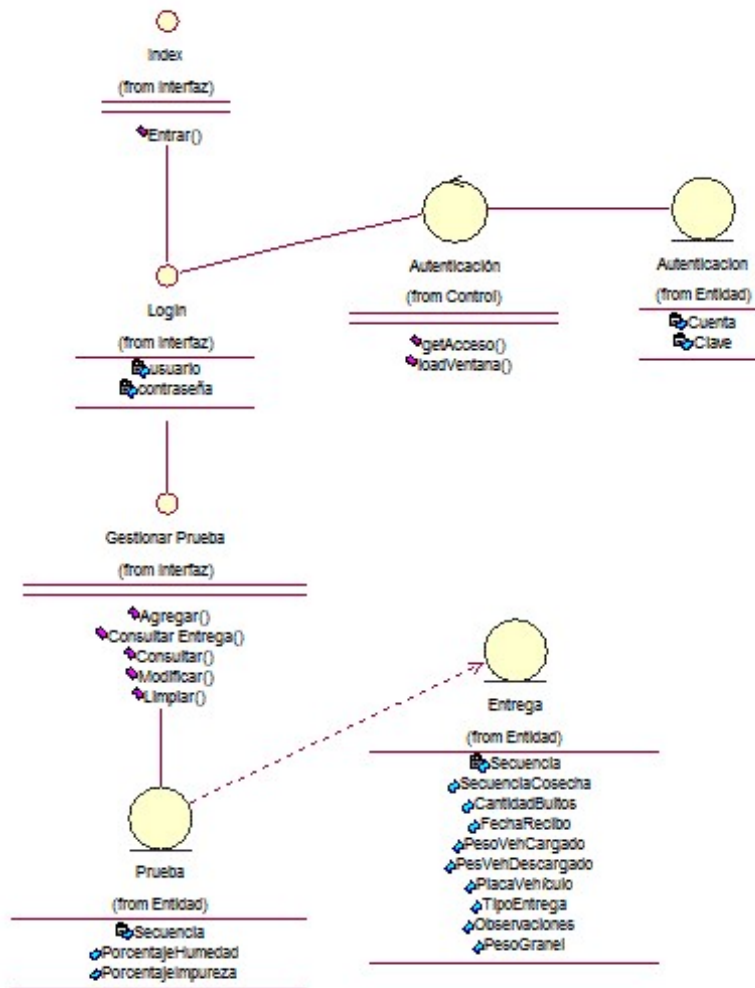 Index
(from Interfaz)
Entrar()
Login
(from Interfaz)
usuario
contraseña
Autenticación
(from Control)
getAcceso()
loadVentana()
Autenticacion
(from Entidad)
Cuenta
Clave
Gestionar Prueba
(from Interfaz)
Agregar()
Consultar Entrega()
Consultar()
Modificar()
Limpiar()
Entrega
(from Entidad)
Secuencia
SecuenciaCosecha
CantidadBultos
FechaRecibo
PesoVehCargado
PesVehDescargado
PlacaVehículo
TipoEntrega
Observaciones
PesoGranel
Prueba
(from Entidad)
Secuencia
PorcentajeHumedad
PorcentajeImpureza